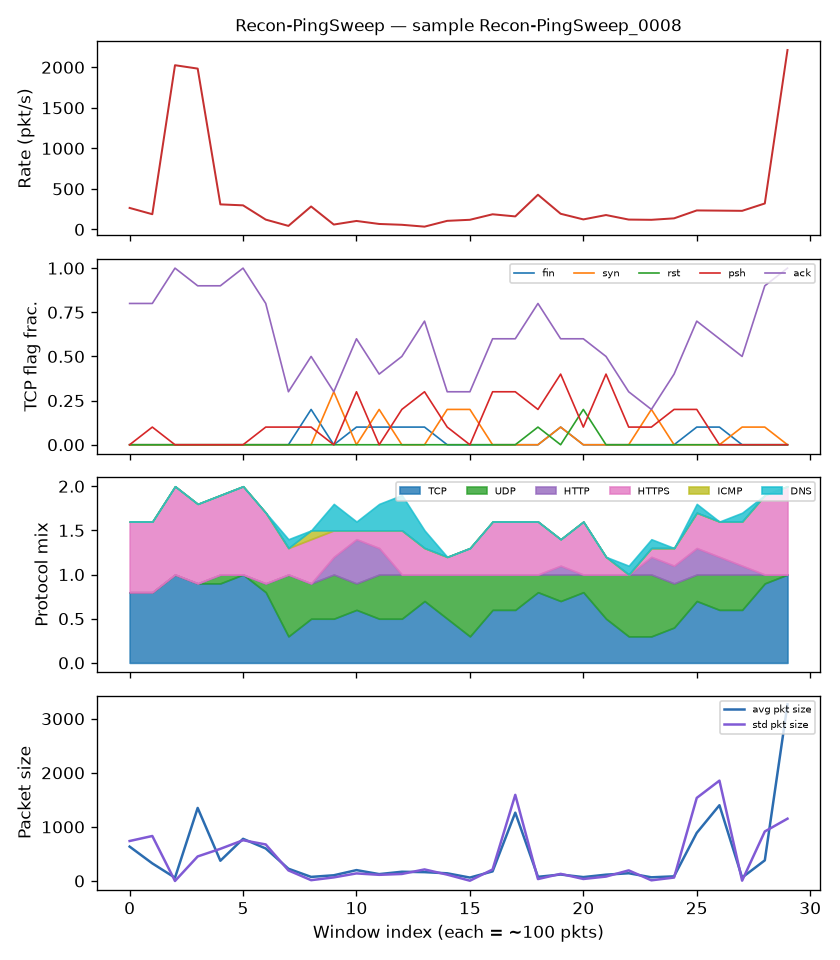 Recon-PingSweep — sample Recon-PingSweep_0008
Rate (pkt/s)
2000
1500
1000
500
0
TCP flag frac.
1.00
0.75
0.50
0.25
0.00
fin syn rst psh ack
Protocol mix
2.0
1.5
1.0
0.5
0.0
TCP UDP HTTP HTTPS ICMP DNS
Packet size
3000
2000
1000
0
avg pkt size
std pkt size
0 5 10 15 20 25 30
Window index (each = ~100 pkts)